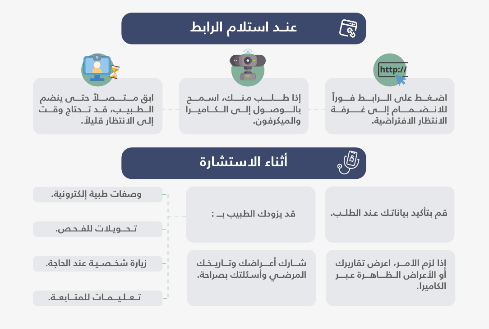 عند استلام الرابط
http://
اضغط على الرابط فوراً
للانضمام إلى غرفة
الانتظار الافتراضية.
إذا طلب منك، اسمح
بالوصول إلى الكاميرا
والميكرفون.
ابق متصلاً حتى ينضم
الطبيب، قد تحتاج وقت
إلى الانتظار قليلاً.
أثناء الاستشارة
قم بتأكيد بياناتك عند الطلب.
إذا لزم الأمر، اعرض تقاريرك
أو الأعراض الظاهرة عبر
الكاميرا.
قد يزودك الطبيب بـ :
شارك أعراضك وتاريخك
المرضي وأسئلتك بصراحة.
وصفات طبية إلكترونية.
تحويلات للفحص.
زيارة شخصية عند الحاجة.
تعليمات للمتابعة.